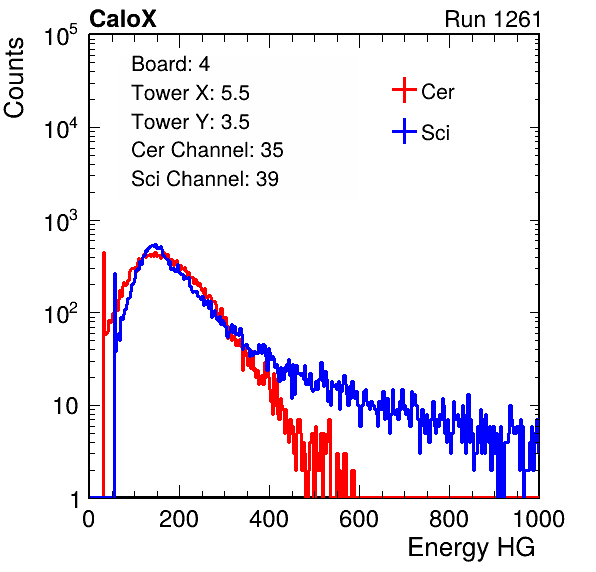 CaloX Run 1261
Counts
10^5
10^4
10^3
10^2
10
1
Board: 4
Tower X: 5.5
Tower Y: 3.5
Cer Channel: 35
Sci Channel: 39
Cer
Sci
0 200 400 600 800 1000
Energy HG